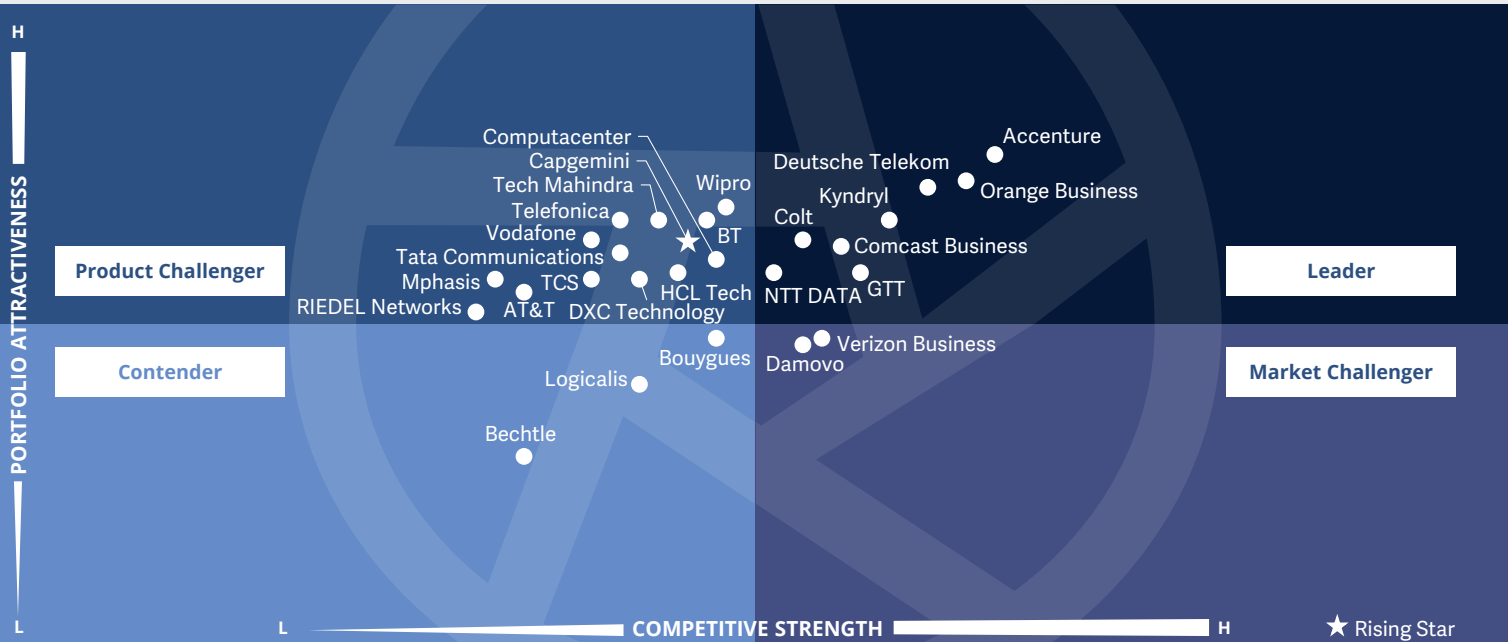 H
PORTFOLIO ATTRACTIVENESS
L
Computacenter
Capgemini
Tech Mahindra
Wipro
Telefonica
BT
Vodafone
Tata Communications
Mphasis
TCS
HCL Tech
RIEDEL Networks
AT&T
DXC Technology
Product Challenger
Accenture
Deutsche Telekom
Orange Business
Kyndryl
Colt
Comcast Business
NTT DATA
GTT
Leader
Contender
Bouygues
Logicalis
Bechtle
Verizon Business
Damovo
Market Challenger
L
COMPETITIVE STRENGTH
H
Rising Star